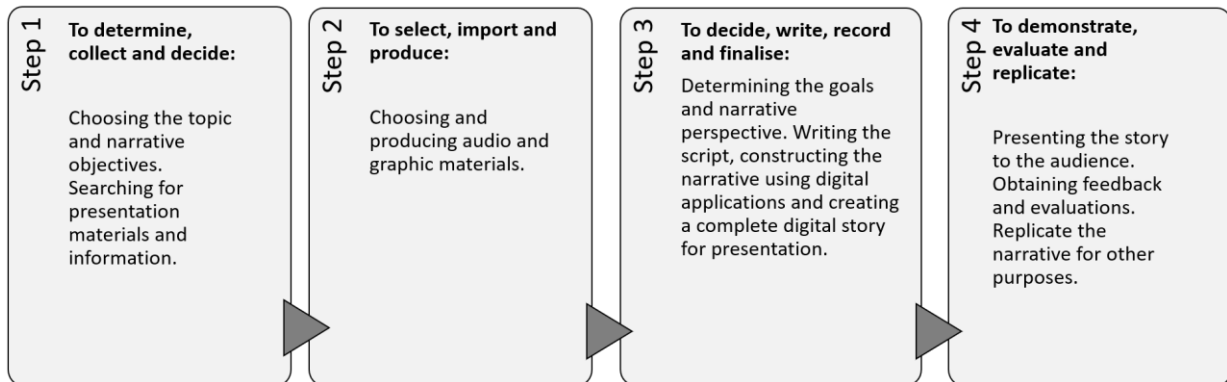 Step 1
To determine,
collect and decide:
Choosing the topic
and narrative
objectives.
Searching for
presentation
materials and
information.
Step 2
To select, import and
produce:
Choosing and
producing audio and
graphic materials.
Step 3
To decide, write, record
and finalise:
Determining the goals
and narrative
perspective. Writing the
script, constructing the
narrative using digital
applications and creating
a complete digital story
for presentation.
Step 4
To demonstrate,
evaluate and
replicate:
Presenting the story
to the audience.
Obtaining feedback
and evaluations.
Replicate the
narrative for other
purposes.